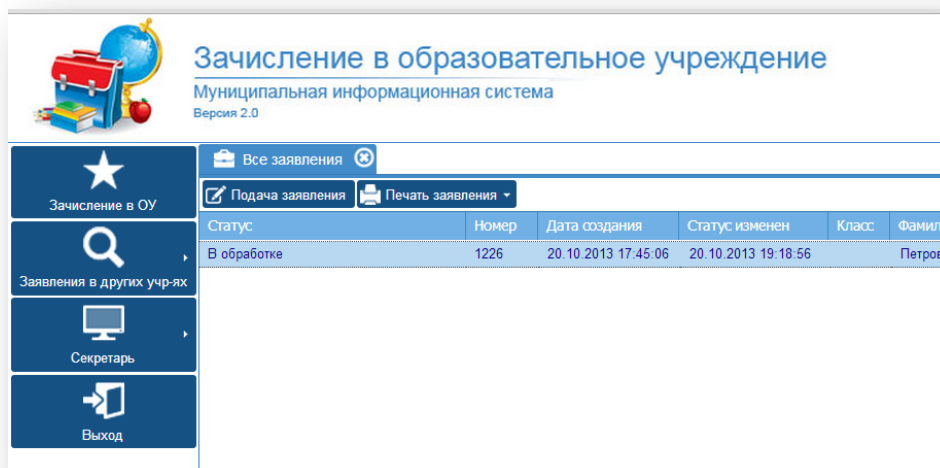 Зачисление в образовательное учреждение
Муниципальная информационная система
Версия 2.0
Зачисление в ОУ
Заявления в других учр-ях
Секретарь
Выход
Все заявления
Подача заявления Печать заявления
Статус Номер Дата создания Статус изменен Класс Фамил
В обработке 1226 20.10.2013 17:45:06 20.10.2013 19:18:56 Петров